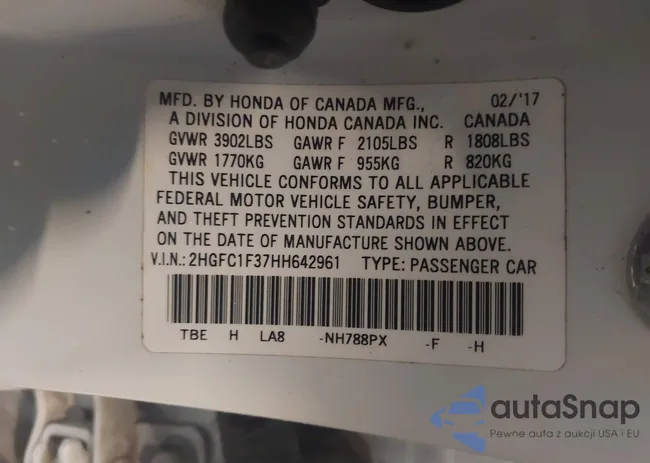 MFD. BY HONDA OF CANADA MFG., 02/'17
A DIVISION OF HONDA CANADA INC. CANADA
GVWR 3902LBS GAWR F 2105LBS R 1808LBS
GVWR 1770KG GAWR F 955KG R 820KG
THIS VEHICLE CONFORMS TO ALL APPLICABLE
FEDERAL MOTOR VEHICLE SAFETY, BUMPER,
AND THEFT PREVENTION STANDARDS IN EFFECT
ON THE DATE OF MANUFACTURE SHOWN ABOVE.
V.I.N.: 2HGFC1F37HH642961 TYPE: PASSENGER CAR
TBE H LA8 -NH788PX -F -H
autaSnap
Pewne auta z aukcji USA i EU